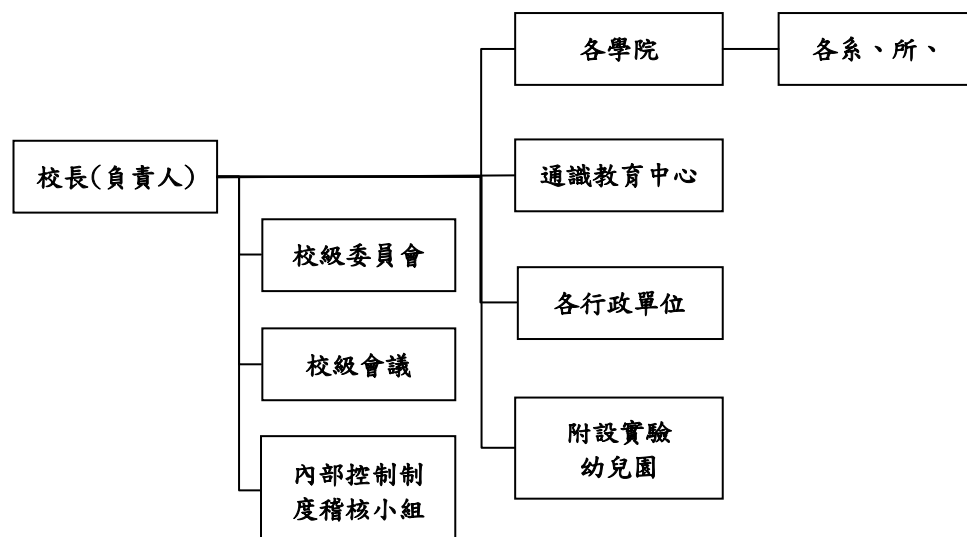 各學院
各系、所、
校長(負責人)
通識教育中心
校級委員會
各行政單位
校級會議
附設實驗
幼兒園
內部控制制
度稽核小組